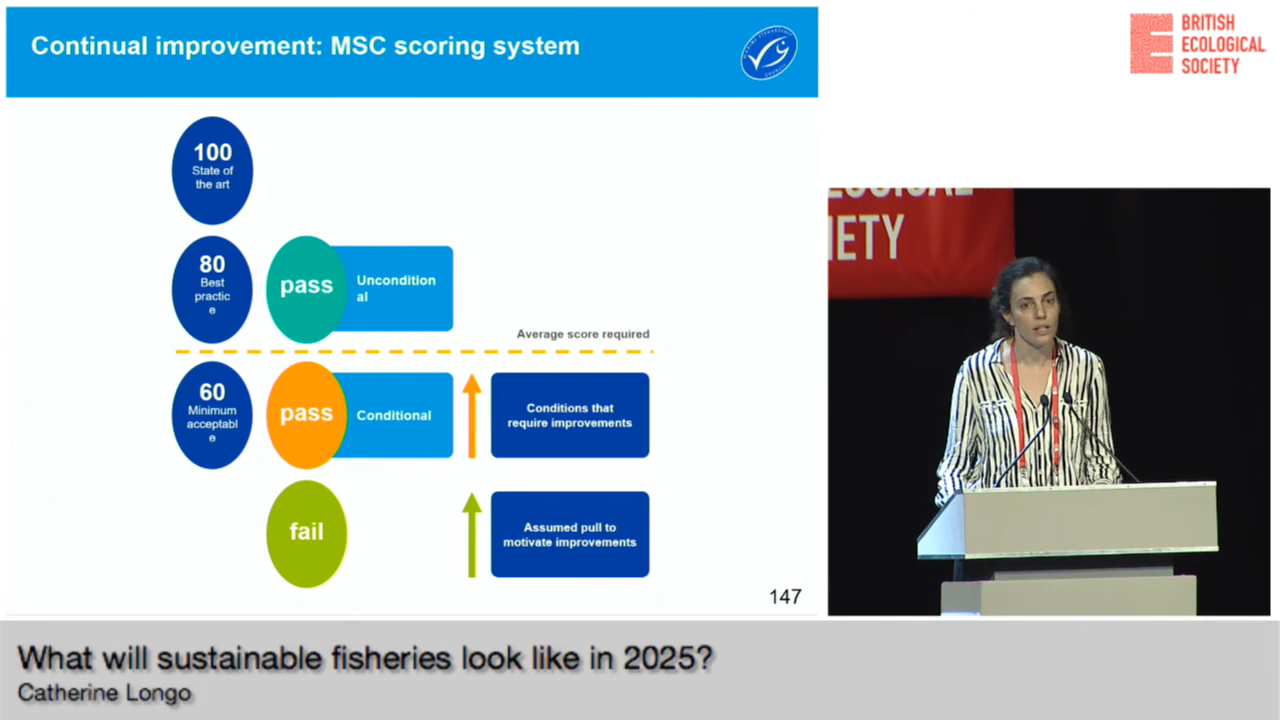 Continual improvement: MSC scoring system
BRITISH
ECOLOGICAL
SOCIETY
100
State of
the art
80
Best
practic
e
pass
Uncondition
al
Average score required
60
Minimum
acceptabl
e
pass
Conditional
Conditions that
require improvements
fail
Assumed pull to
motivate improvements
147
IETY
What will sustainable fisheries look like in 2025?
Catherine Longo